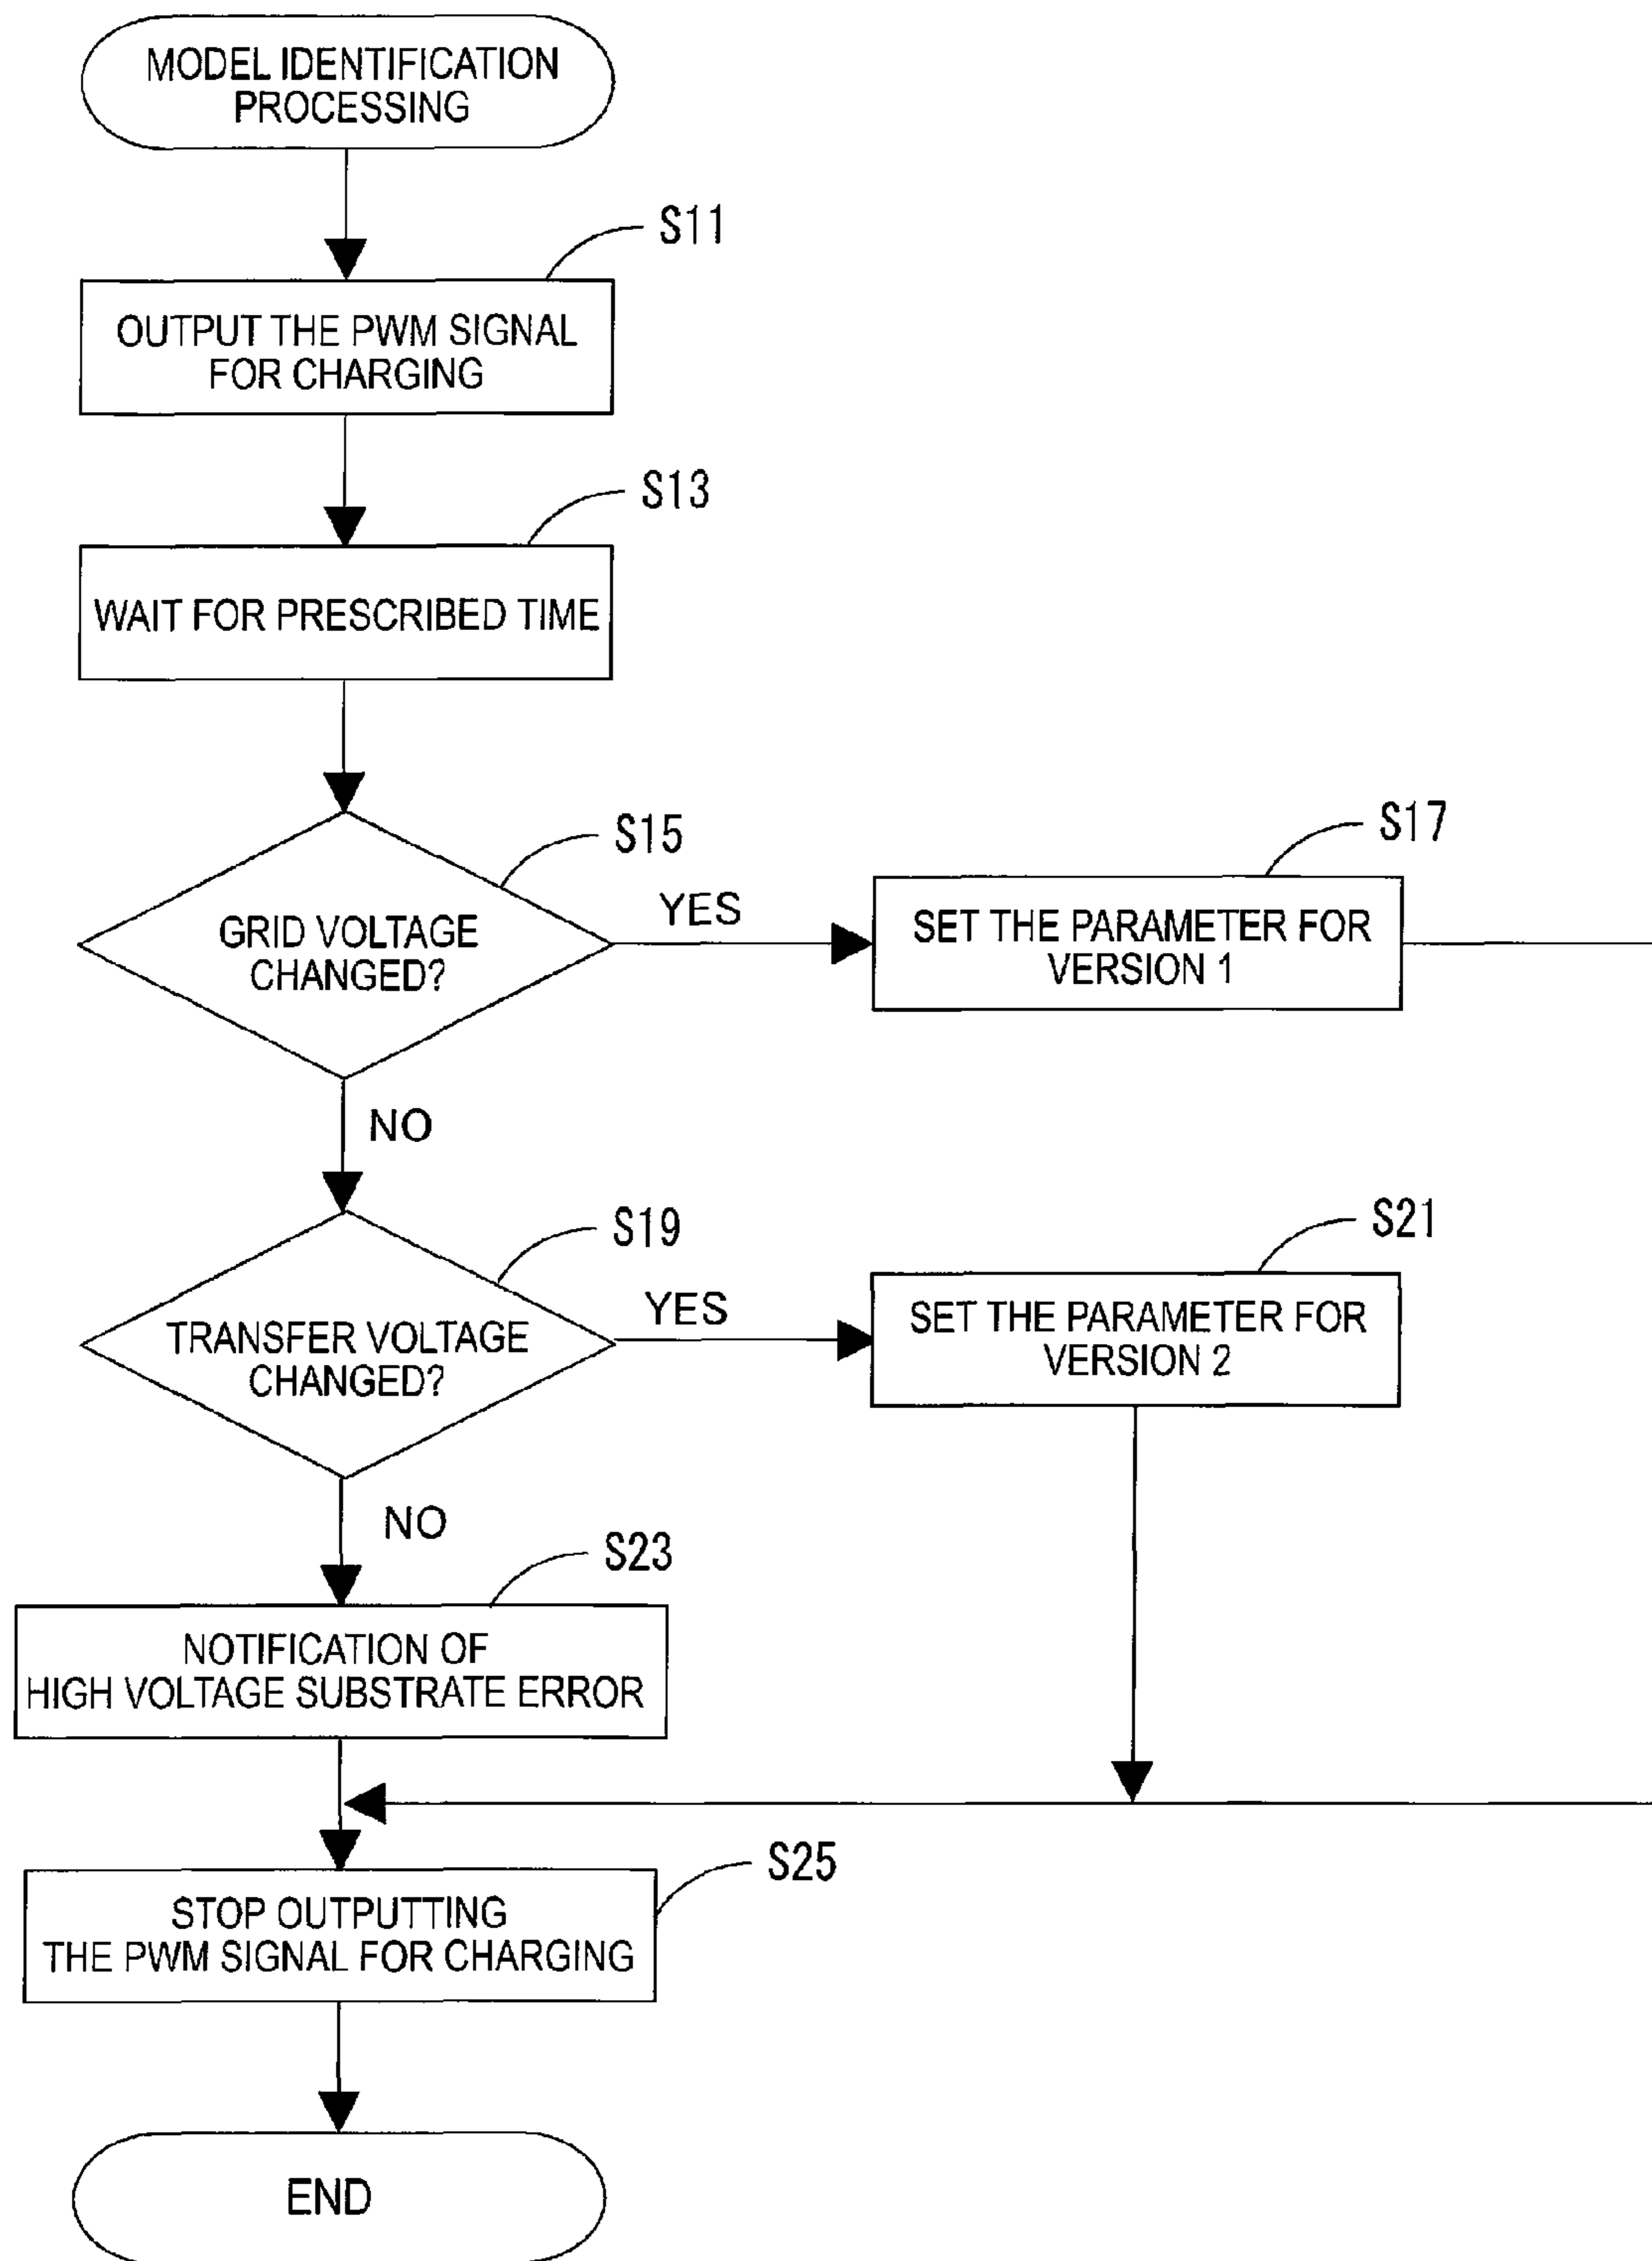 MODEL IDENTIFICATION
PROCESSING
S11
OUTPUT THE PWM SIGNAL
FOR CHARGING
S13
WAIT FOR PRESCRIBED TIME
S15
GRID VOLTAGE
CHANGED?
YES
S17
SET THE PARAMETER FOR
VERSION 1
NO
S19
TRANSFER VOLTAGE
CHANGED?
YES
S21
SET THE PARAMETER FOR
VERSION 2
NO
S23
NOTIFICATION OF
HIGH VOLTAGE SUBSTRATE ERROR
S25
STOP OUTPUTTING
THE PWM SIGNAL FOR CHARGING
END